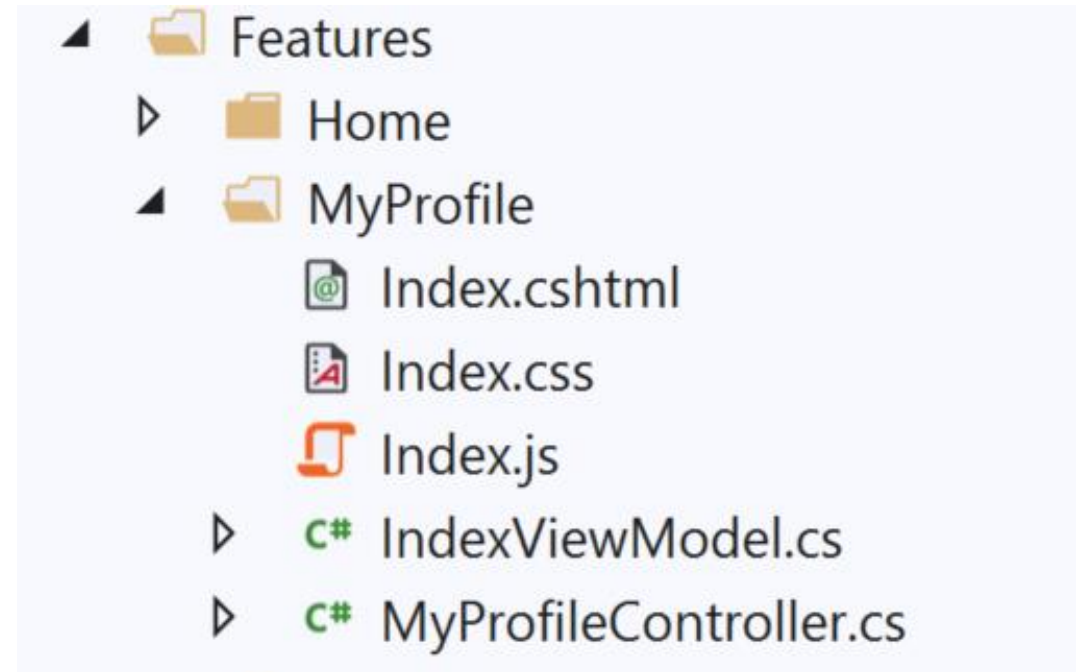 Features
Home
MyProfile
Index.cshtml
Index.css
Index.js
C# IndexViewModel.cs
C# MyProfileController.cs